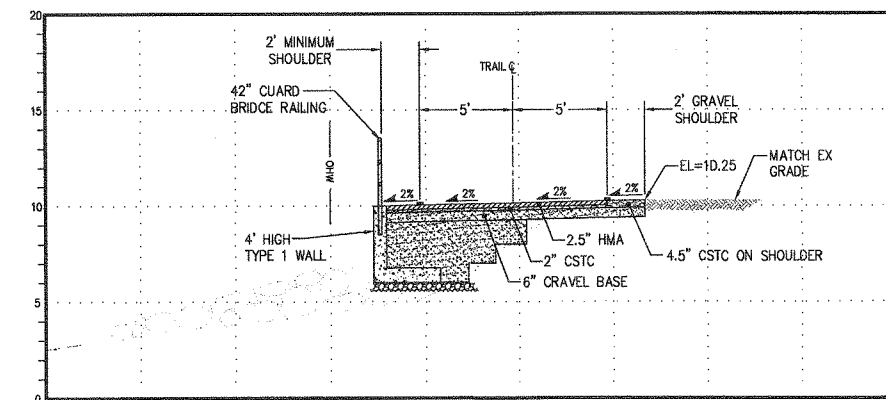 20
2' MINIMUM
SHOULDER
TRAIL ℄
42" GUARD
BRIDGE RAILING
15
5'
5'
2' GRAVEL
SHOULDER
OHW
MATCH EX
GRADE
EL=10.25
2%
2%
2%
2%
10
4' HIGH
TYPE 1 WALL
2.5" HMA
4.5" CSTC ON SHOULDER
2" CSTC
6" GRAVEL BASE
5
0